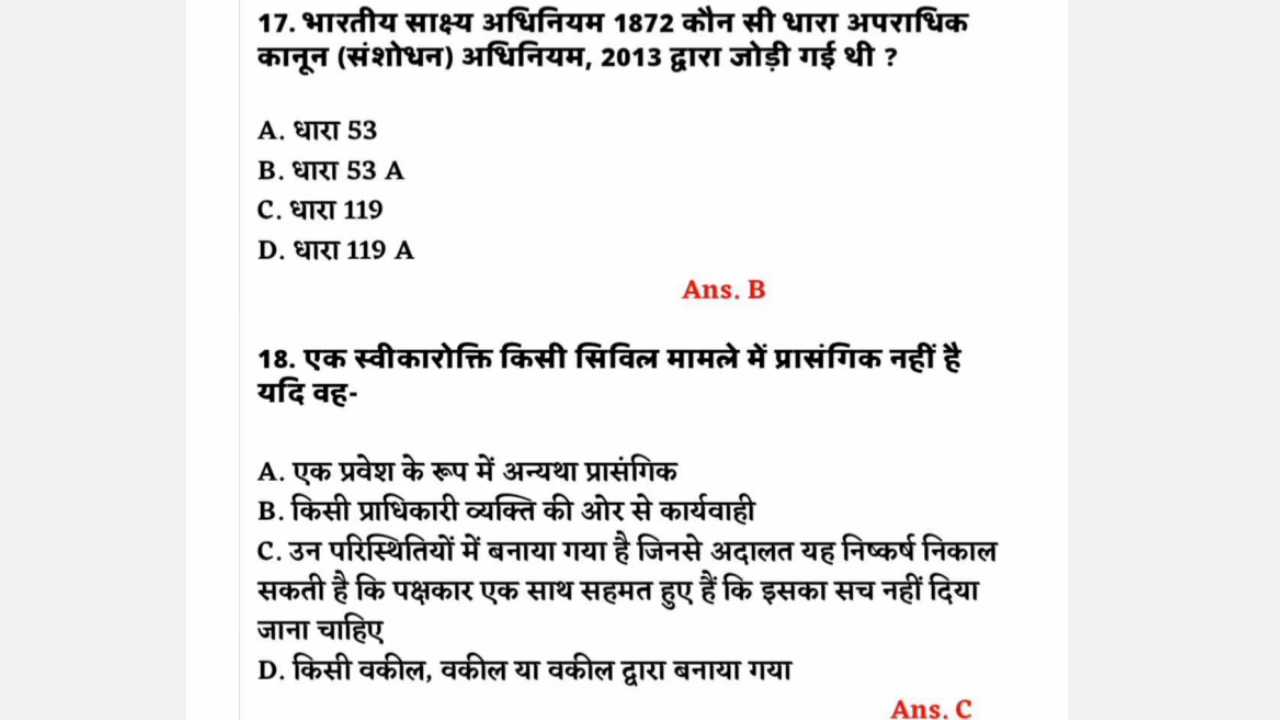 17. भारतीय साक्ष्य अधिनियम 1872 कौन सी धारा अपराधिक
कानून (संशोधन) अधिनियम, 2013 द्वारा जोड़ी गई थी ?
A. धारा 53
B. धारा 53 A
C. धारा 119
D. धारा 119 A
Ans. B
18. एक स्वीकारोक्ति किसी सिविल मामले में प्रासंगिक नहीं है
यदि वह-
A. एक प्रवेश के रूप में अन्यथा प्रासंगिक
B. किसी प्राधिकारी व्यक्ति की ओर से कार्यवाही
C. उन परिस्थितियों में बनाया गया है जिनसे अदालत यह निष्कर्ष निकाल
सकती है कि पक्षकार एक साथ सहमत हुए हैं कि इसका सच नहीं दिया
जाना चाहिए
D. किसी वकील, वकील या वकील द्वारा बनाया गया
Ans. C